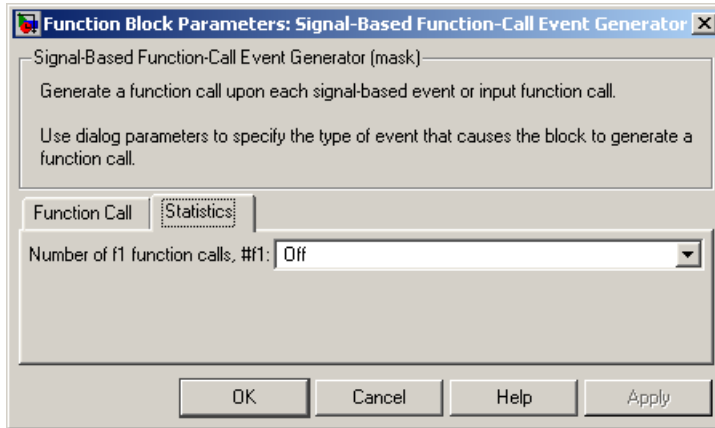 Function Block Parameters: Signal-Based Function-Call Event Generator
Signal-Based Function-Call Event Generator (mask)
Generate a function call upon each signal-based event or input function call.
Use dialog parameters to specify the type of event that causes the block to generate a
function call.
Function Call Statistics
Number of f1 function calls, #f1: Off
OK Cancel Help Apply